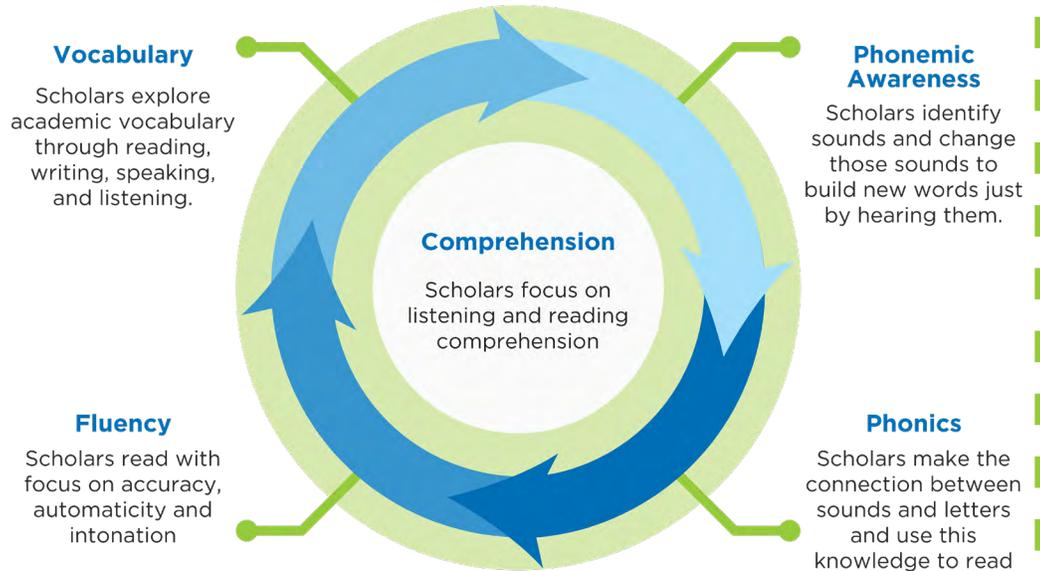 Vocabulary
Scholars explore
academic vocabulary
through reading,
writing, speaking,
and listening.
Phonemic
Awareness
Scholars identify
sounds and change
those sounds to
build new words just
by hearing them.
Comprehension
Scholars focus on
listening and reading
comprehension
Fluency
Scholars read with
focus on accuracy,
automaticity and
intonation
Phonics
Scholars make the
connection between
sounds and letters
and use this
knowledge to read